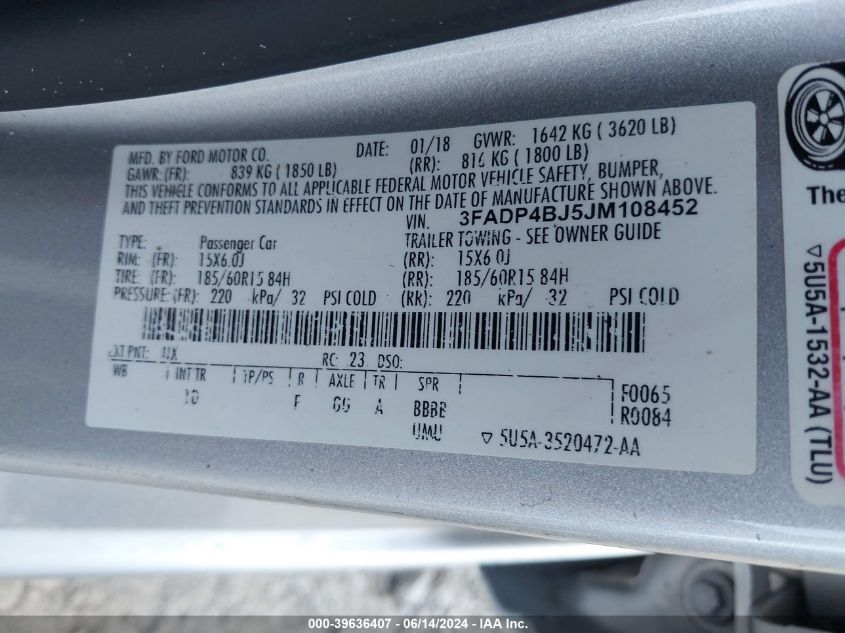 MFD. BY FORD MOTOR CO. DATE: 01/18 GVWR: 1642 KG ( 3620 LB)
GAWR: (FR): 839 KG ( 1850 LB) (RR): 816 KG ( 1800 LB)
THIS VEHICLE CONFORMS TO ALL APPLICABLE FEDERAL MOTOR VEHICLE SAFETY, BUMPER,
AND THEFT PREVENTION STANDARDS IN EFFECT ON THE DATE OF MANUFACTURE SHOWN ABOVE.
VIN. 3FADP4BJ5JM108452
TYPE: Passenger Car TRAILER TOWING - SEE OWNER GUIDE
RIM: (FR): 15X6.0J (RR): 15X6.0J
TIRE: (FR): 185/60R15 84H (RR): 185/60R15 84H
PRESSURE: (FR): 220 kPa/ 32 PSI COLD (RR): 220 kPa/ 32 PSI COLD
EXT PNT: UX RC: 23 DSO:
WB INT TR TP/PS R AXLE TR SPR F0065
F A BBBB R0084
UMU ▽ 5U5A-3520472-AA
The
▽5U5A-1532-AA (TLU)
000-39636407 - 06/14/2024 - IAAI.COM